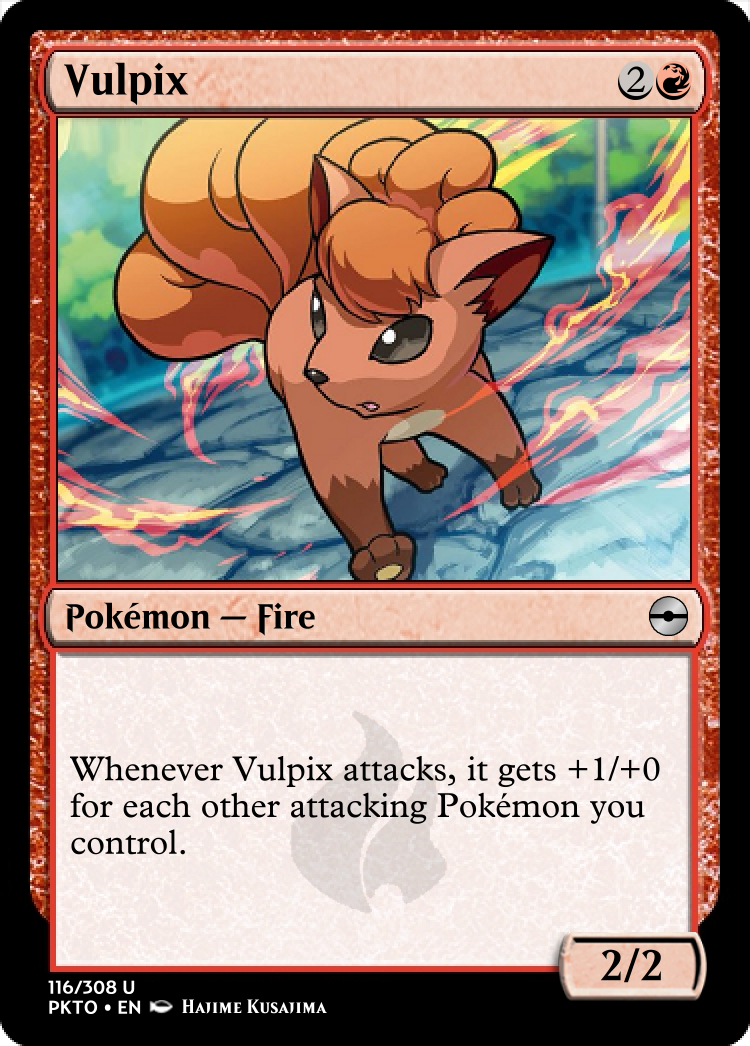 Vulpix 2
Pokémon — Fire
Whenever Vulpix attacks, it gets +1/+0
for each other attacking Pokémon you
control.
2/2
116/308 U
PKTO • EN Hajime Kusajima